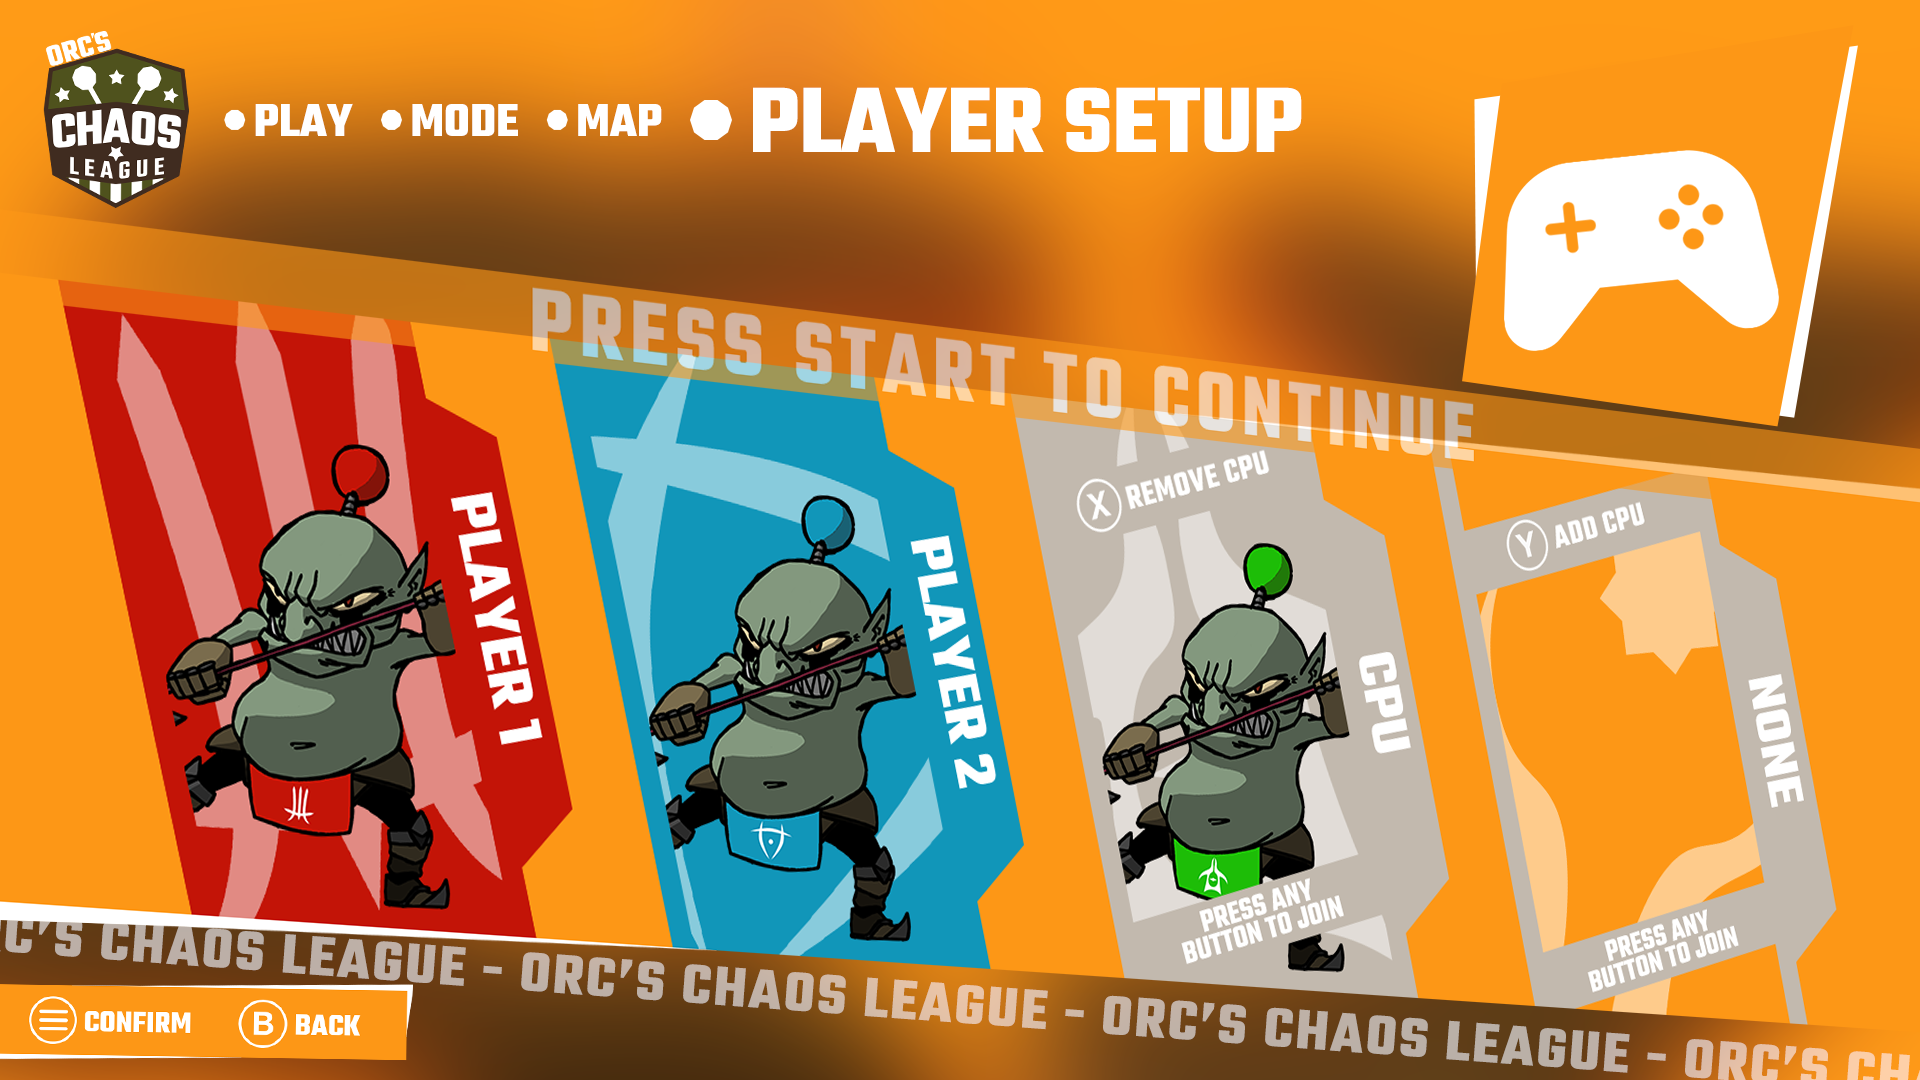 ORC'S
CHAOS
LEAGUE
PLAY
MODE
MAP
PLAYER SETUP
PRESS START TO CONTINUE
PLAYER 1
PLAYER 2
X REMOVE CPU
CPU
PRESS ANY
BUTTON TO JOIN
Y ADD CPU
NONE
PRESS ANY
BUTTON TO JOIN
RC'S CHAOS LEAGUE - ORC'S CHAOS LEAGUE - ORC'S CHAOS LEAGUE - ORC'S CH
CONFIRM
B BACK